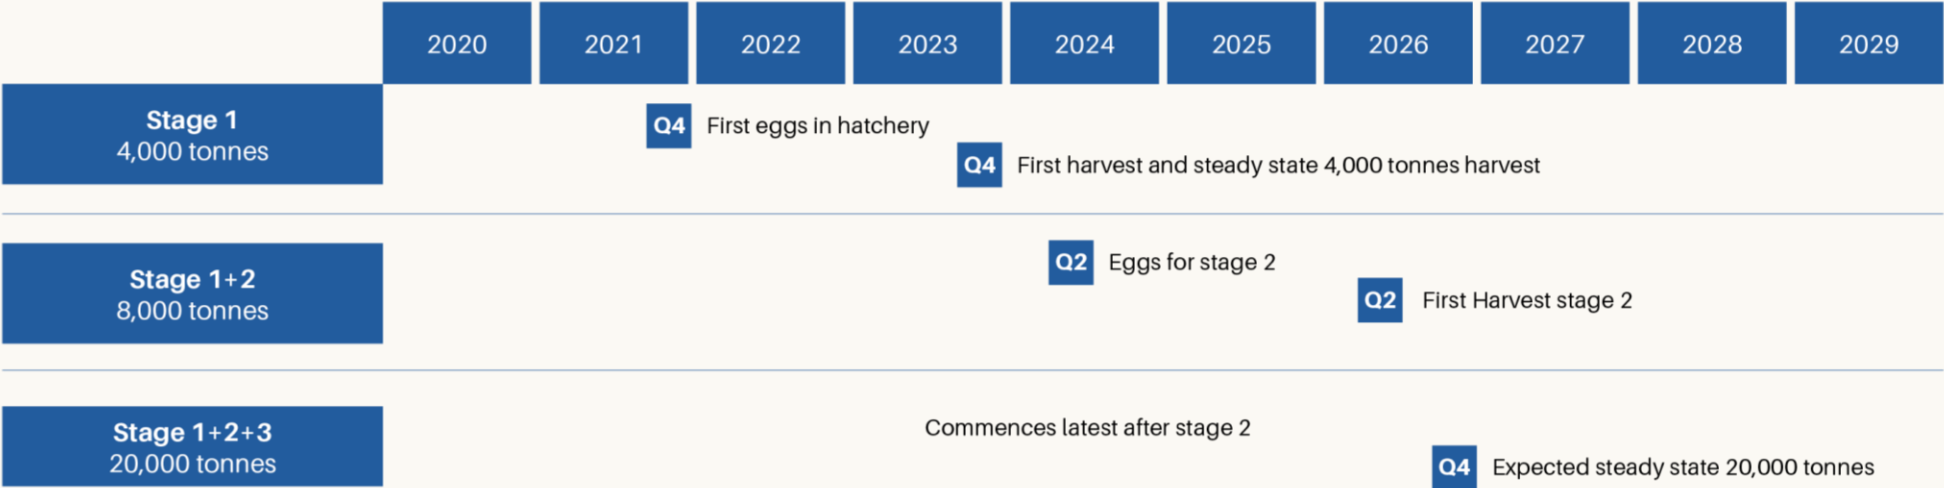 2020 2021 2022 2023 2024 2025 2026 2027 2028 2029
Stage 1
4,000 tonnes
Q4 First eggs in hatchery
Q4 First harvest and steady state 4,000 tonnes harvest
Stage 1+2
8,000 tonnes
Q2 Eggs for stage 2
Q2 First Harvest stage 2
Stage 1+2+3
20,000 tonnes
Commences latest after stage 2
Q4 Expected steady state 20,000 tonnes